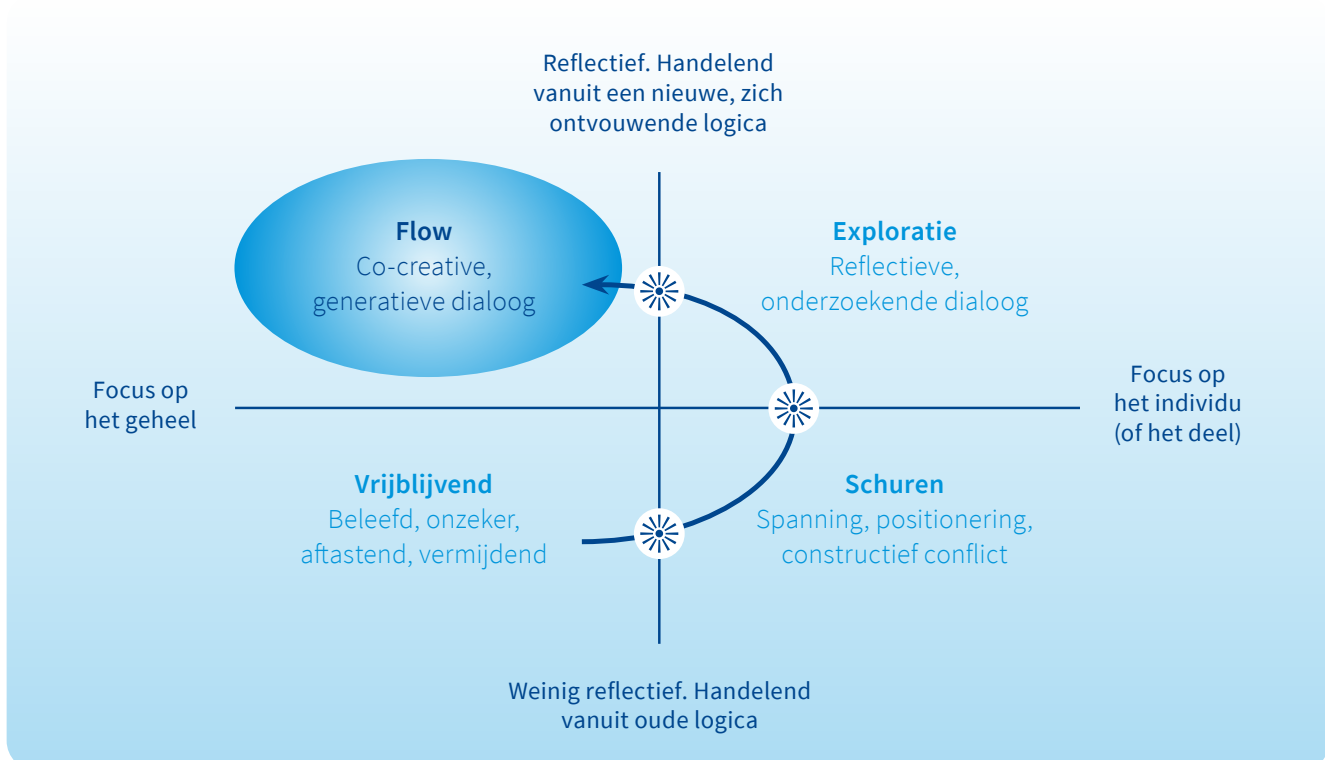 Reflectief. Handelend
vanuit een nieuwe, zich
ontvouwende logica
Flow
Co-creative,
generatieve dialoog
Exploratie
Reflectieve,
onderzoekende dialoog
Focus op
het geheel
Focus op
het individu
(of het deel)
Vrijblijvend
Beleefd, onzeker,
aftastend, vermijdend
Schuren
Spanning, positionering,
constructief conflict
Weinig reflectief. Handelend
vanuit oude logica